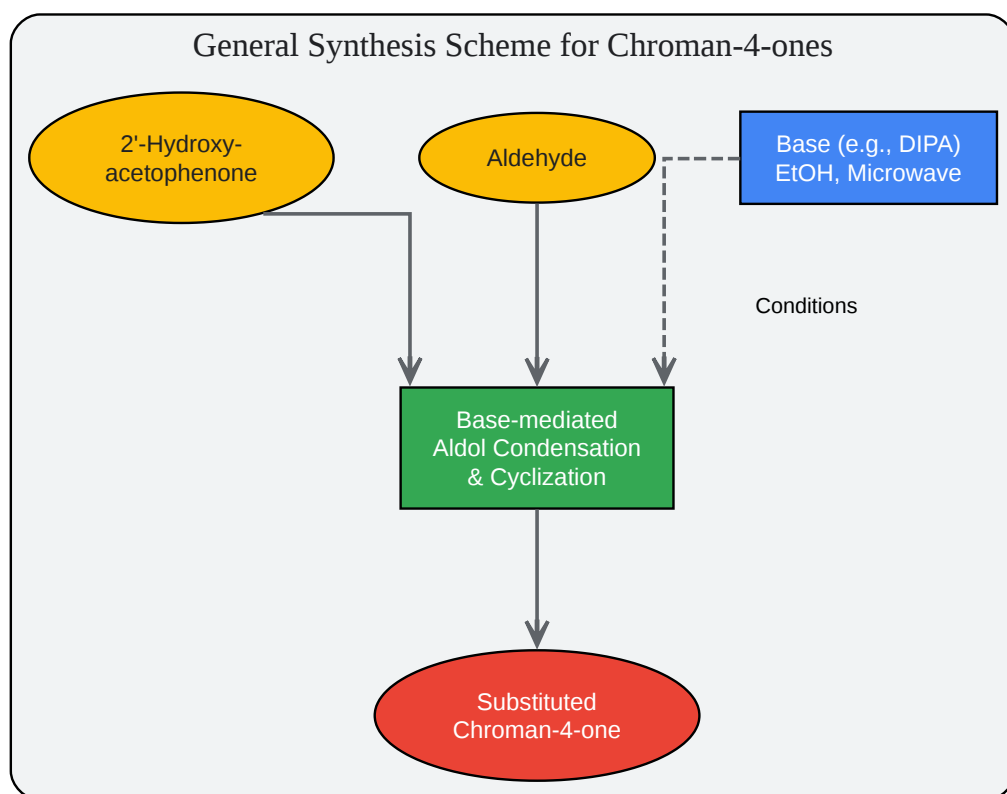 General Synthesis Scheme for Chroman-4-ones
2'-Hydroxy-
acetophenone
Aldehyde
Base (e.g., DIPA)
EtOH, Microwave
Conditions
Base-mediated
Aldol Condensation
& Cyclization
Substituted
Chroman-4-one